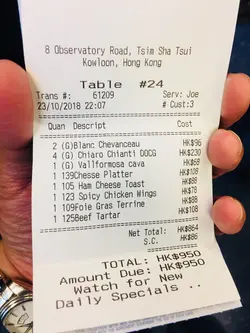 8 Observatory Road, Tsim Sha Tsui
Kowloon, Hong Kong
Table #24
Trans #: 61209 Serv: Joe
23/10/2018 22:07 # Cust:3
Quan Descript Cost
2 (G)Blanc Chevanceau HK$96
4 (G) Chiaro Chianti DOCG HK$230
1 (G) Vallformosa cava HK$68
1 139Chesse Platter HK$108
1 105 Ham Cheese Toast HK$88
1 123 Spicy Chicken Wings HK$78
1 109Foie Gras Terrine HK$88
1 125Beef Tartar HK$108
Net Total: HK$864
S.C. HK$86
TOTAL: HK$950
Amount Due: HK$950
Watch for New
Daily Specials ..